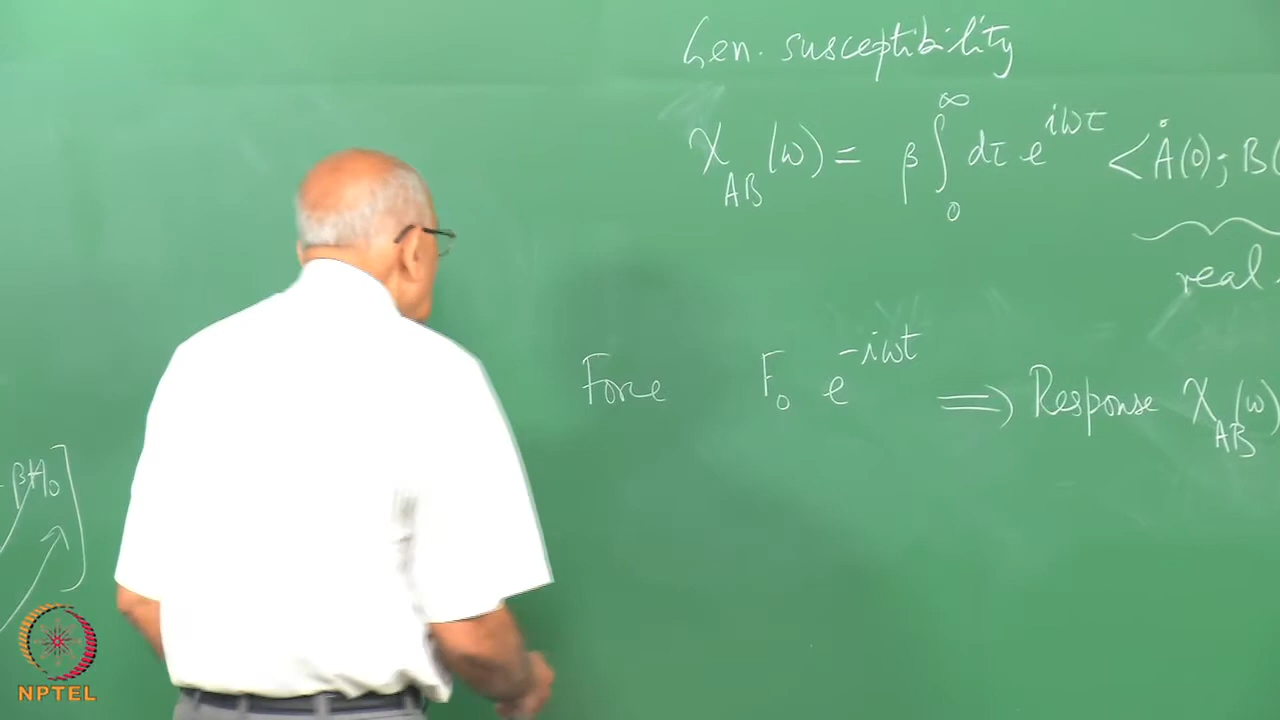 Gen. susceptibility
χ_AB (ω) = β ∫_0^∞ dτ e^{iωτ} <Ȧ(0); B(
real
Force F_0 e^{-iωt} ⟹ Response χ_AB (ω)
- βH_0]
NPTEL